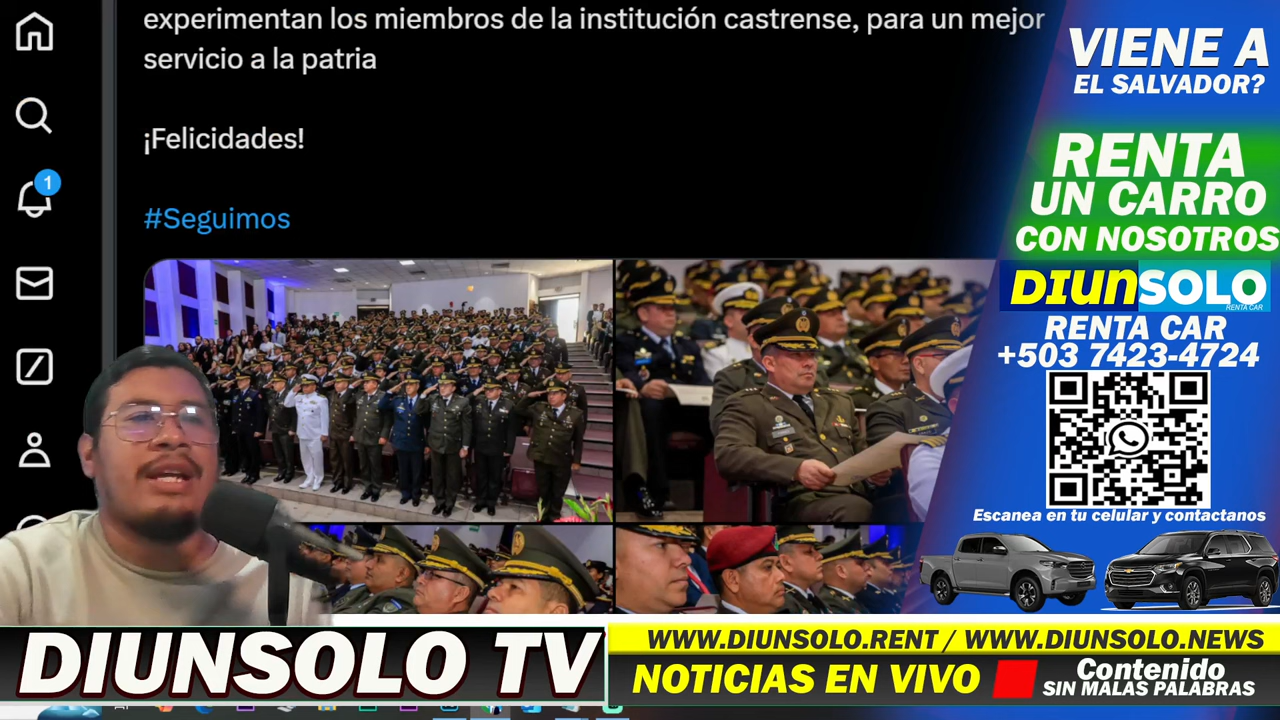 experimentan los miembros de la institución castrense, para un mejor
servicio a la patria
¡Felicidades!
#Seguimos
1
VIENE A
EL SALVADOR?
RENTA
UN CARRO
CON NOSOTROS
DIUNSOLO
RENTA CAR
RENTA CAR
+503 7423-4724
Escanea en tu celular y contactanos
DIUNSOLO TV
WWW.DIUNSOLO.RENT / WWW.DIUNSOLO.NEWS
NOTICIAS EN VIVO
Contenido
SIN MALAS PALABRAS